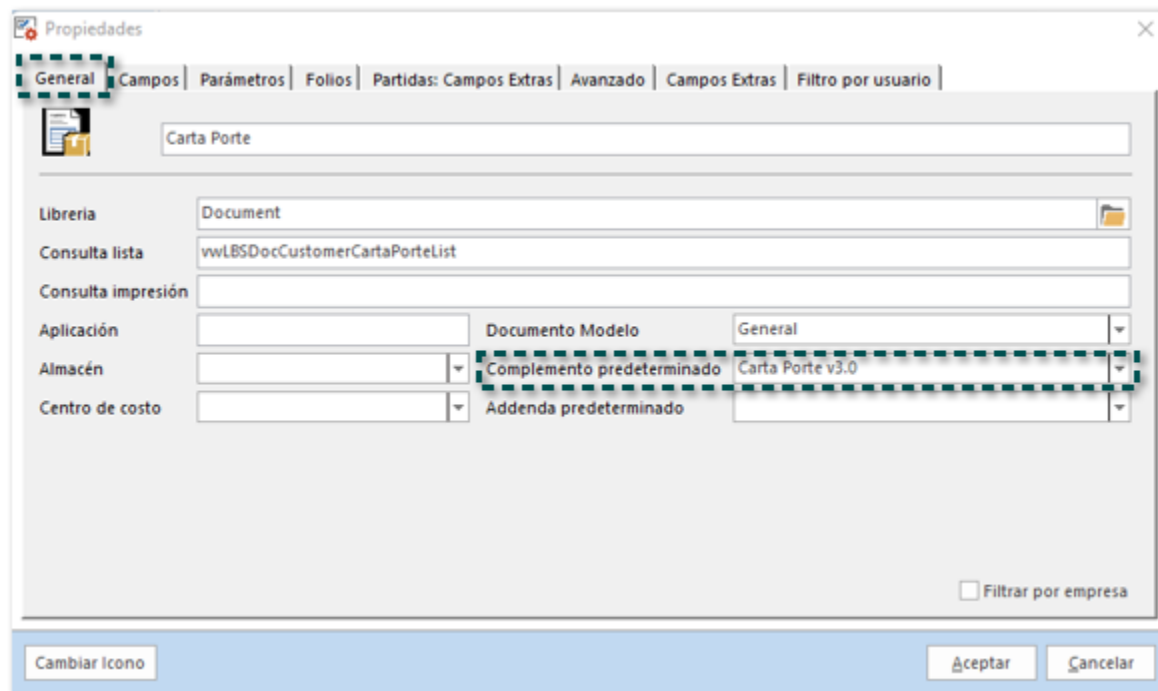 Propiedades
General Campos Parámetros Folios Partidas: Campos Extras Avanzado Campos Extras Filtro por usuario
Carta Porte
Libreria Document
Consulta lista vwLBSDocCustomerCartaPorteList
Consulta impresión
Aplicación Documento Modelo General
Almacén Complemento predeterminado Carta Porte v3.0
Centro de costo Addenda predeterminado
Filtrar por empresa
Cambiar Icono Aceptar Cancelar